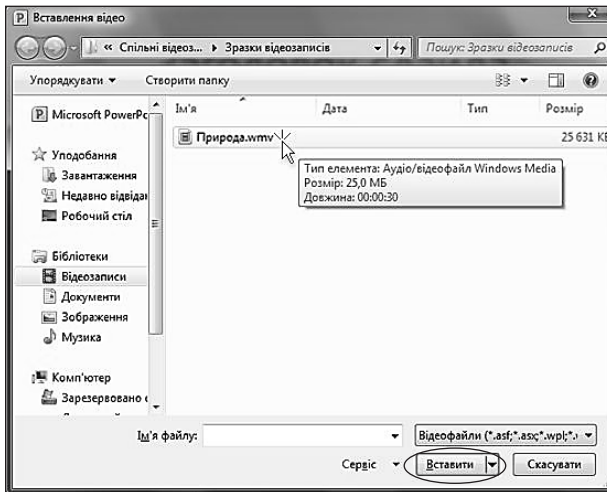 Вставлення відео
« Спільні відеоз... ▸ Зразки відеозаписів
Пошук: Зразки відеозаписів
Упорядкувати
Створити папку
Ім'я Дата Тип Розмір
Microsoft PowerPo
Природа.wmv 25 631 КБ
Тип елемента: Аудіо/відеофайл Windows Media
Розмір: 25,0 МБ
Довжина: 00:00:30
Уподобання
Завантаження
Недавно відвідан
Робочий стіл
Бібліотеки
Відеозаписи
Документи
Зображення
Музика
Комп'ютер
Зарезервовано
Ім'я файлу:
Відеофайли (*.asf;*.asx;*.wpl;*.
Сервіс Вставити Скасувати